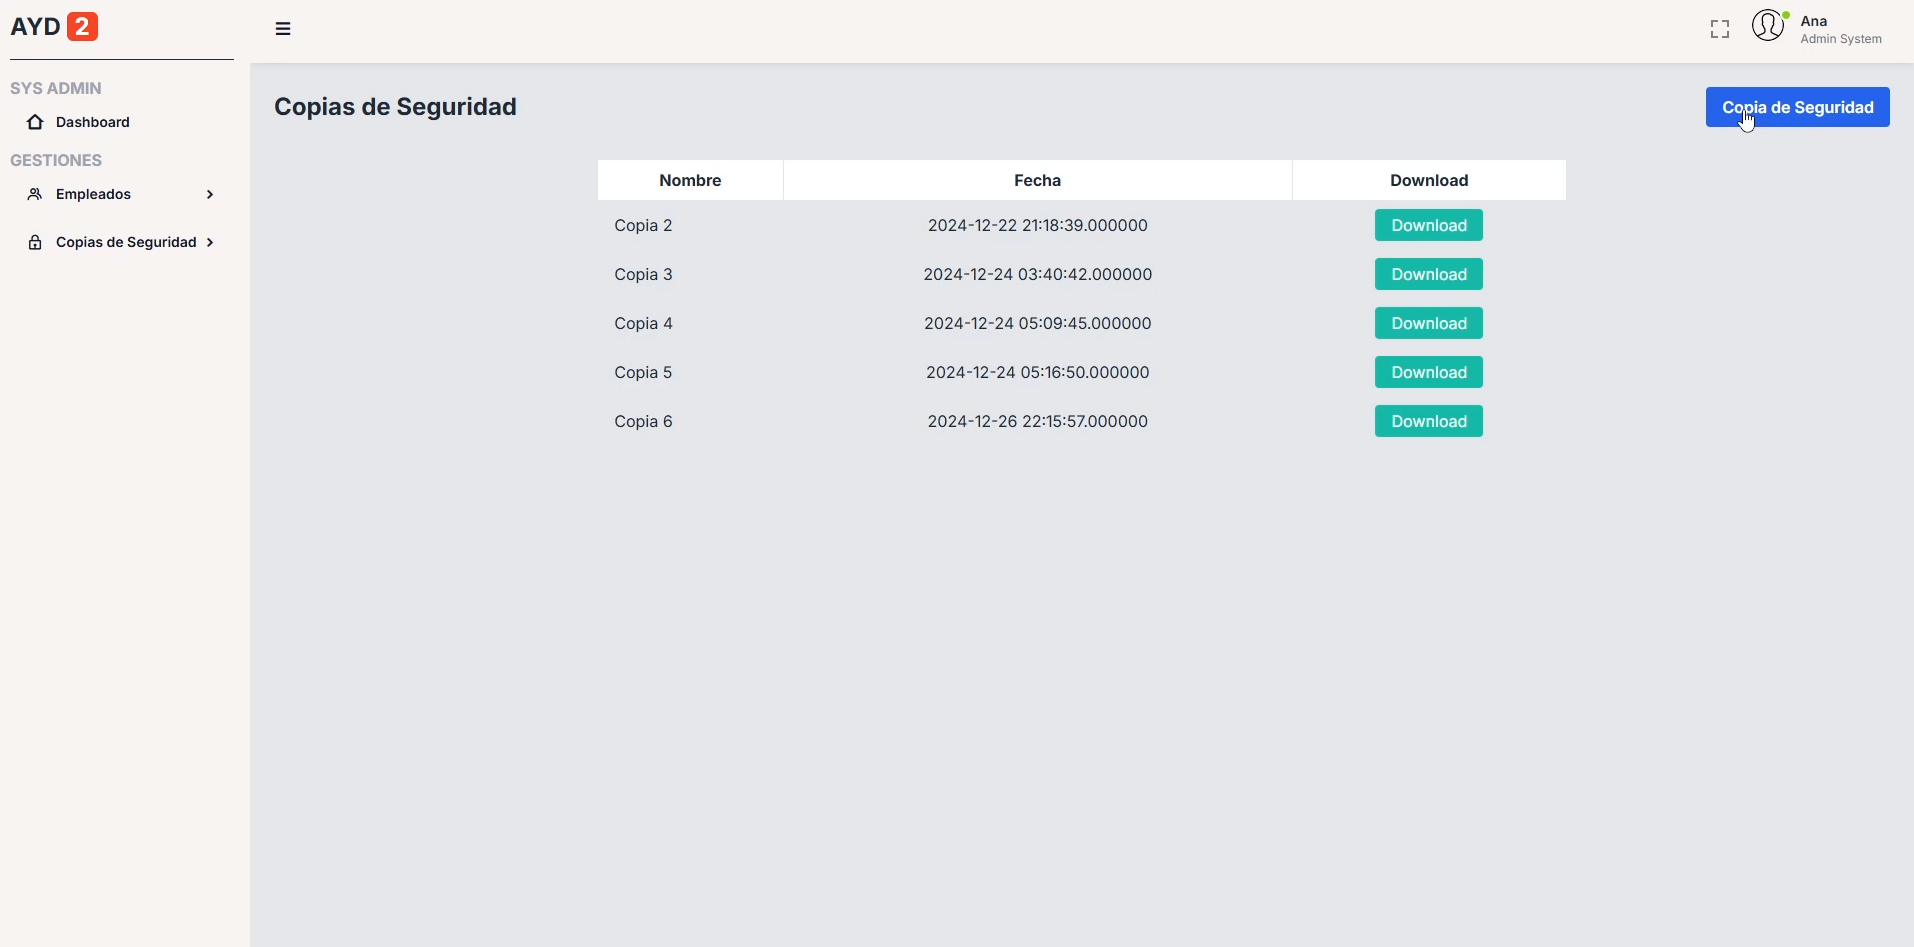 AYD 2
Ana
Admin System
SYS ADMIN
Dashboard
GESTIONES
Empleados
Copias de Seguridad
Copias de Seguridad
Copia de Seguridad
Nombre Fecha Download
Copia 2 2024-12-22 21:18:39.000000 Download
Copia 3 2024-12-24 03:40:42.000000 Download
Copia 4 2024-12-24 05:09:45.000000 Download
Copia 5 2024-12-24 05:16:50.000000 Download
Copia 6 2024-12-26 22:15:57.000000 Download